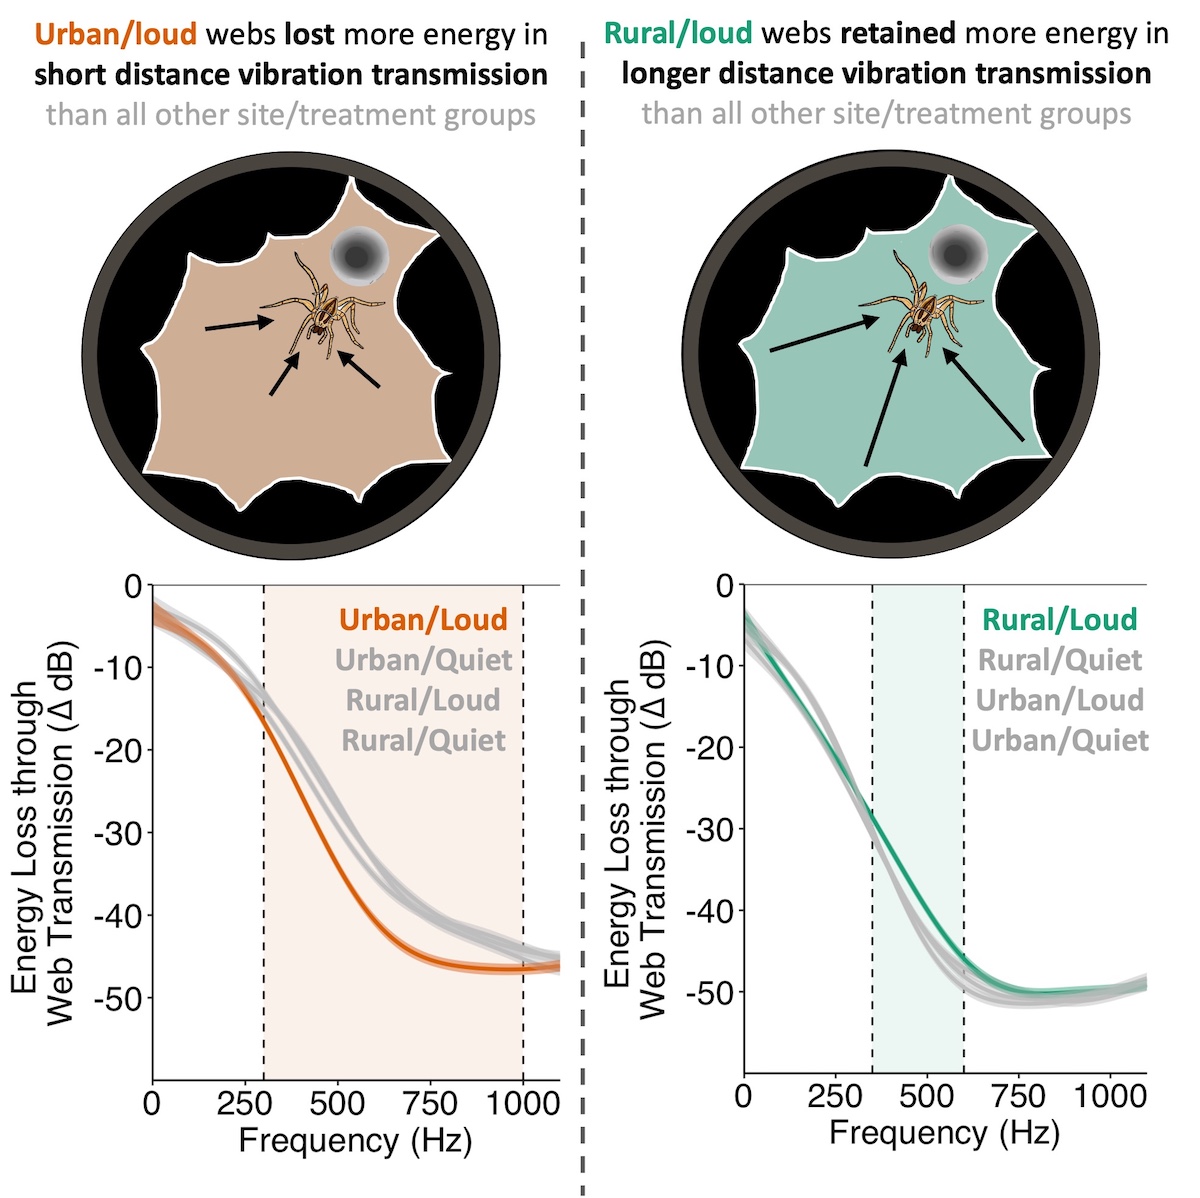 Urban/loud webs lost more energy in
short distance vibration transmission
than all other site/treatment groups
Rural/loud webs retained more energy in
longer distance vibration transmission
than all other site/treatment groups
0
-10
-20
-30
-40
-50
Energy Loss through
Web Transmission (Δ dB)
Urban/Loud
Urban/Quiet
Rural/Loud
Rural/Quiet
0 250 500 750 1000
Frequency (Hz)
0
-10
-20
-30
-40
-50
Energy Loss through
Web Transmission (Δ dB)
Rural/Loud
Rural/Quiet
Urban/Loud
Urban/Quiet
0 250 500 750 1000
Frequency (Hz)